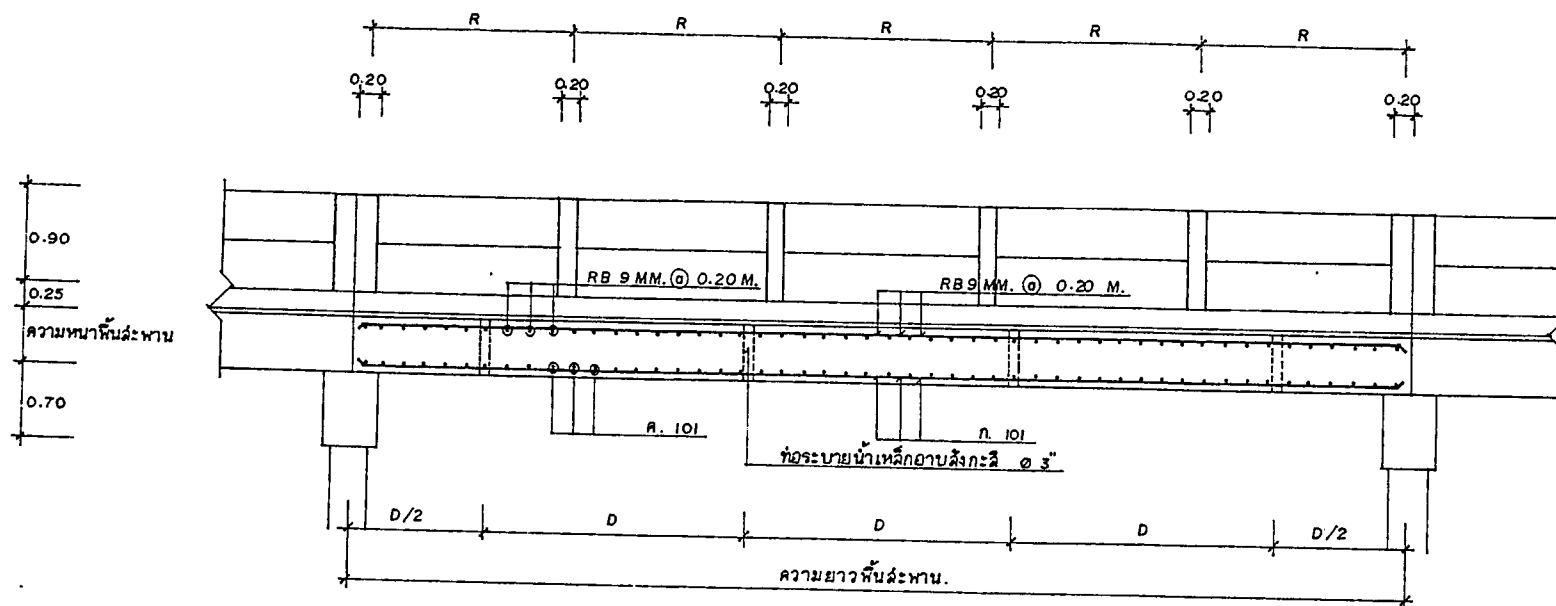 R R R R R
0.20 0.20 0.20 0.20 0.20 0.20
0.90
RB 9 MM. @ 0.20 M. RB 9 MM. @ 0.20 M.
0.25
ความหนาพื้นสะพาน
0.70
ค. 101 ก. 101
ท่อระบายน้ำเหล็กอาบสังกะสี ø 3"
D/2 D D D D/2
ความยาวพื้นสะพาน.